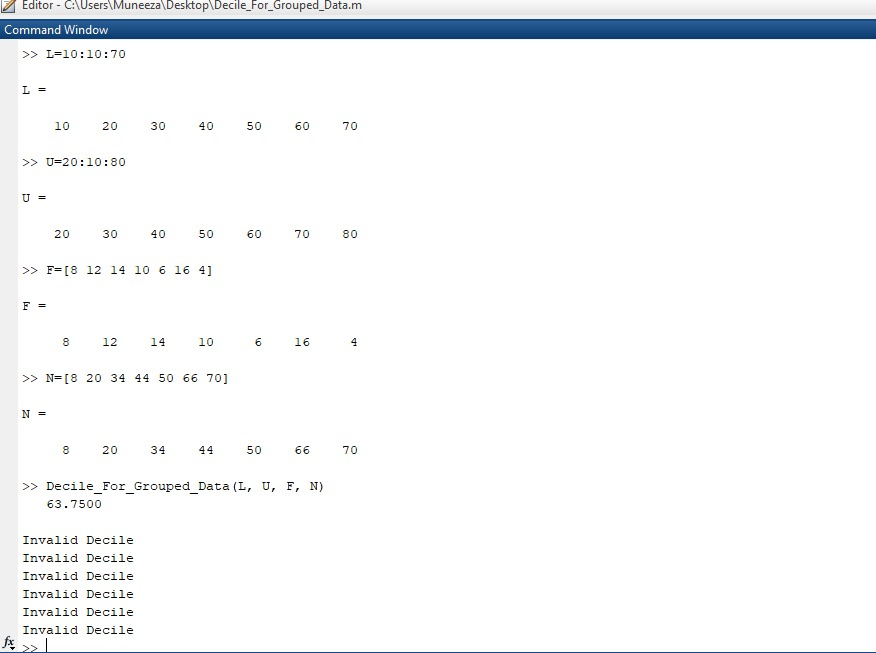 Editor - C:\Users\Muneeza\Desktop\Decile_For_Grouped_Data.m
Command Window
>> L=10:10:70
L =
10 20 30 40 50 60 70
>> U=20:10:80
U =
20 30 40 50 60 70 80
>> F=[8 12 14 10 6 16 4]
F =
8 12 14 10 6 16 4
>> N=[8 20 34 44 50 66 70]
N =
8 20 34 44 50 66 70
>> Decile_For_Grouped_Data(L, U, F, N)
63.7500
Invalid Decile
Invalid Decile
Invalid Decile
Invalid Decile
Invalid Decile
Invalid Decile
fx >>